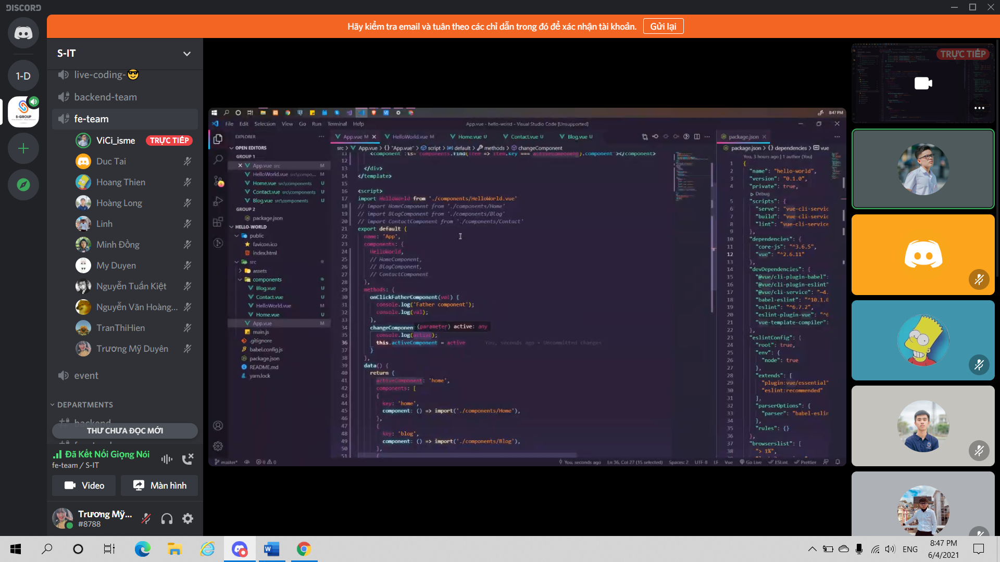 DISCORD
Hãy kiểm tra email và tuân theo các chỉ dẫn trong đó để xác nhận tài khoản.
Gửi lại
S-IT
live-coding-😎
backend-team
fe-team
ViCi_isme
TRỰC TIẾP
Duc Tai
Hoang Thien
Hoàng Long
Linh
Minh Đồng
My Duyen
Nguyễn Tuấn Kiệt
Nguyễn Văn Hoàng...
TranThiHien
Trương Mỹ Duyên
event
DEPARTMENTS
backend
THƯ CHƯA ĐỌC MỚI
Đã Kết Nối Giọng Nói
fe-team / S-IT
Video
Màn hình
Trương Mỹ...
#8788
1-D
S-GROUP
8:47 PM
File Edit Selection View Go Run Terminal Help
App.vue - hello-world - Visual Studio Code [Unsupported]
EXPLORER
OPEN EDITORS
GROUP 1
App.vue src M
HelloWorld.vue src\compo... M
Home.vue src\components U
Contact.vue src\components U
Blog.vue src\components U
GROUP 2
package.json
HELLO-WORLD
public
favicon.ico
index.html
src
assets
components
Blog.vue U
Contact.vue U
HelloWorld.vue M
Home.vue U
App.vue M
main.js
.gitignore
babel.config.js
package.json
README.md
yarn.lock
App.vue M
HelloWorld.vue M
Home.vue U
Contact.vue U
Blog.vue U
src > App.vue > {} "App.vue" > script > default > methods > changeComponent
11 <component :is="components.find(item => item.key === activeComponent).component"></component>
12
13 </div>
14 </template>
15
16 <script>
17 import HelloWorld from './components/HelloWorld.vue'
18 // import HomeComponent from './components/Home'
19 // import BlogComponent from './components/Blog'
20 // import ContactComponent from './components/Contact'
21 export default {
22 name: 'App',
23 components: {
24 HelloWorld,
25 // HomeComponent,
26 // BlogComponent,
27 // ContactComponent
28 },
29 methods: {
30 onClickFatherComponent(val) {
31 console.log('Father component');
32 console.log(val);
33 },
34 changeComponen (parameter) active: any
35 console.log(active);
36 this.activeComponent = active You, seconds ago • Uncommitted changes
37 }
38 },
39 data() {
40 return {
41 activeComponent: 'home',
42 components: [
43 {
44 key: 'home',
45 component: () => import('./components/Home'),
46 },
47 {
48 key: 'blog',
49 component: () => import('./components/Blog'),
50 },
51 {
package.json
package.json > {} dependencies > vue
You, 3 hours ago | 1 author (You)
1 {
2 "name": "hello-world",
3 "version": "0.1.0",
4 "private": true,
Debug
5 "scripts": {
6 "serve": "vue-cli-servic
7 "build": "vue-cli-servic
8 "lint": "vue-cli-service
9 },
10 "dependencies": {
11 "core-js": "^3.6.5",
12 "vue": "^2.6.11"
13 },
14 "devDependencies": {
15 "@vue/cli-plugin-babel":
16 "@vue/cli-plugin-eslint"
17 "@vue/cli-service": "~4.
18 "babel-eslint": "^10.1.0
19 "eslint": "^6.7.2",
20 "eslint-plugin-vue": "^6
21 "vue-template-compiler":
22 },
23 "eslintConfig": {
24 "root": true,
25 "env": {
26 "node": true
27 },
28 "extends": [
29 "plugin:vue/essential"
30 "eslint:recommended"
31 ],
32 "parserOptions": {
33 "parser": "babel-eslin
34 },
35 "rules": {}
36 },
37 "browserslist": [
38 "> 1%",
master*
0 0
You, seconds ago
Ln 36, Col 27 (15 selected)
Spaces: 2
UTF-8
LF
Vue
Go Live
ESLint
Prettier
TRỰC TIẾP
ENG
8:47 PM
6/4/2021